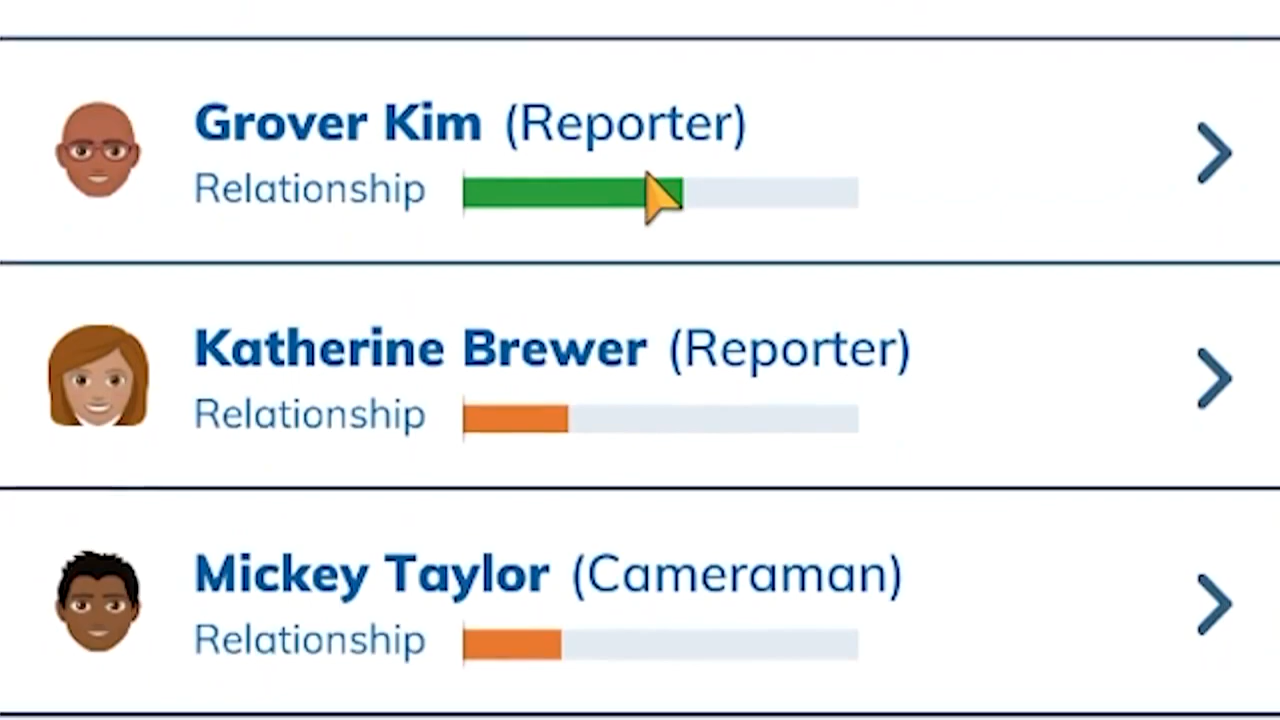 Grover Kim (Reporter)
Relationship
Katherine Brewer (Reporter)
Relationship
Mickey Taylor (Cameraman)
Relationship